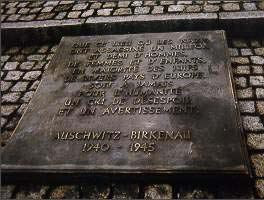 QUE CE LIEU OÙ LES NAZIS
ONT ASSASSINÉ UN MILLION
ET DEMI D'HOMMES,
DE FEMMES, ET D'ENFANTS,
EN MAJORITÉ DES JUIFS
DE DIVERS PAYS D'EUROPE,
SOIT À JAMAIS
POUR L'HUMANITÉ
UN CRI DE DÉSESPOIR
ET UN AVERTISSEMENT.
AUSCHWITZ-BIRKENAU
1940-1945